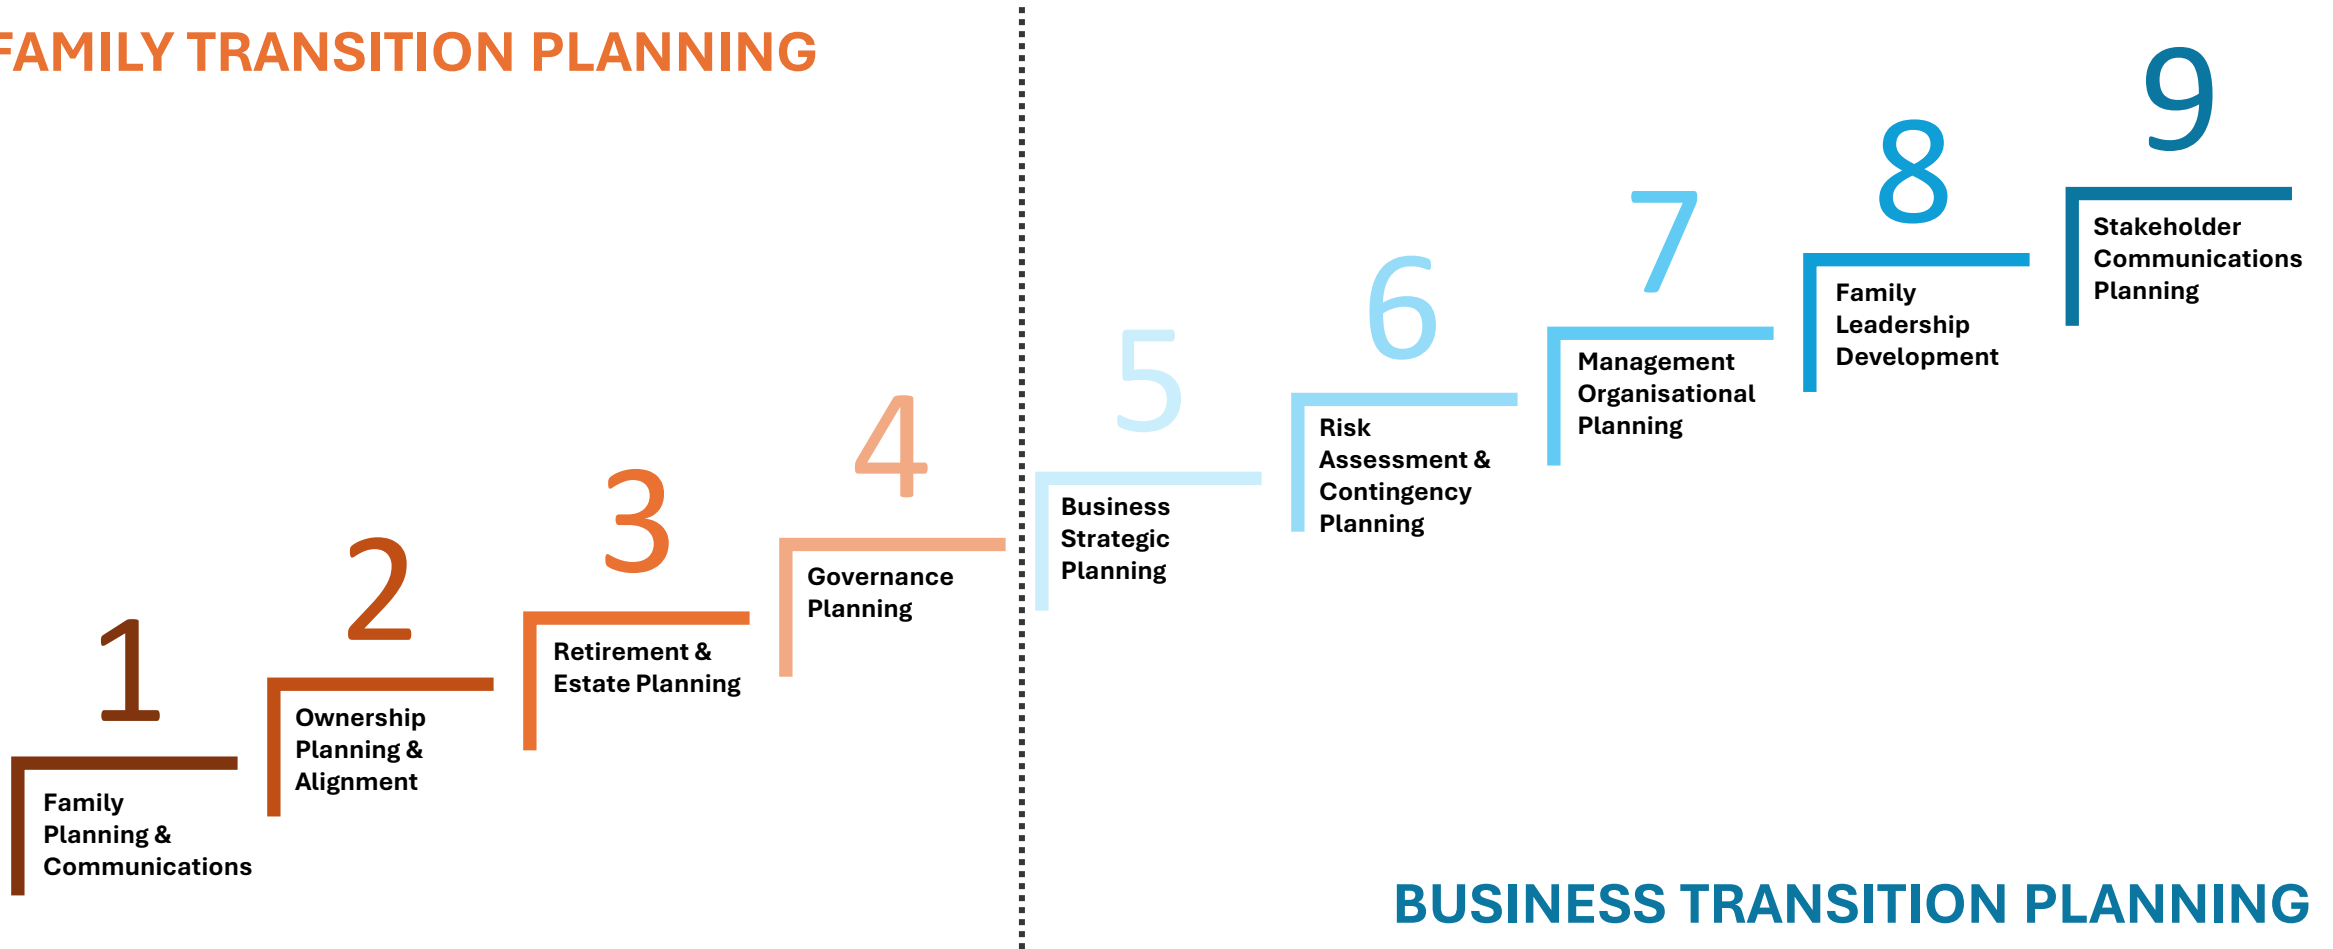 FAMILY TRANSITION PLANNING
1
Family
Planning &
Communications
2
Ownership
Planning &
Alignment
3
Retirement &
Estate Planning
4
Governance
Planning
5
Business
Strategic
Planning
6
Risk
Assessment &
Contingency
Planning
7
Management
Organisational
Planning
8
Family
Leadership
Development
9
Stakeholder
Communications
Planning
BUSINESS TRANSITION PLANNING